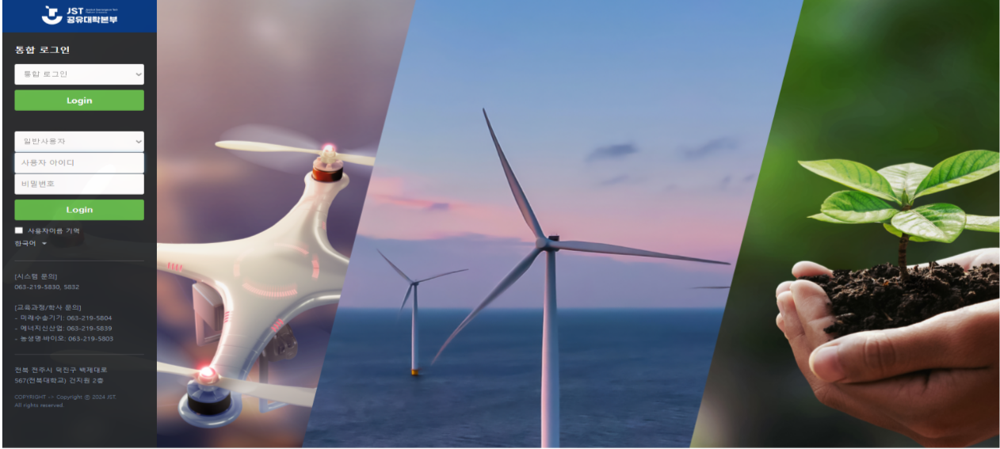 JST
공유대학본부
통합 로그인
통합 로그인
Login
일반사용자
사용자 아이디
비밀번호
Login
사용자이름 기억
한국어
[시스템 문의]
063-219-5830, 5832
[교육과정/학사 문의]
- 미래수송기기: 063-219-5804
- 에너지신산업: 063-219-5839
- 농생명·바이오: 063-219-5803
전북 전주시 덕진구 백제대로
567(전북대학교) 건지원 2층
COPYRIGHT -> Copyright ⓒ 2024 JST.
All rights reserved.